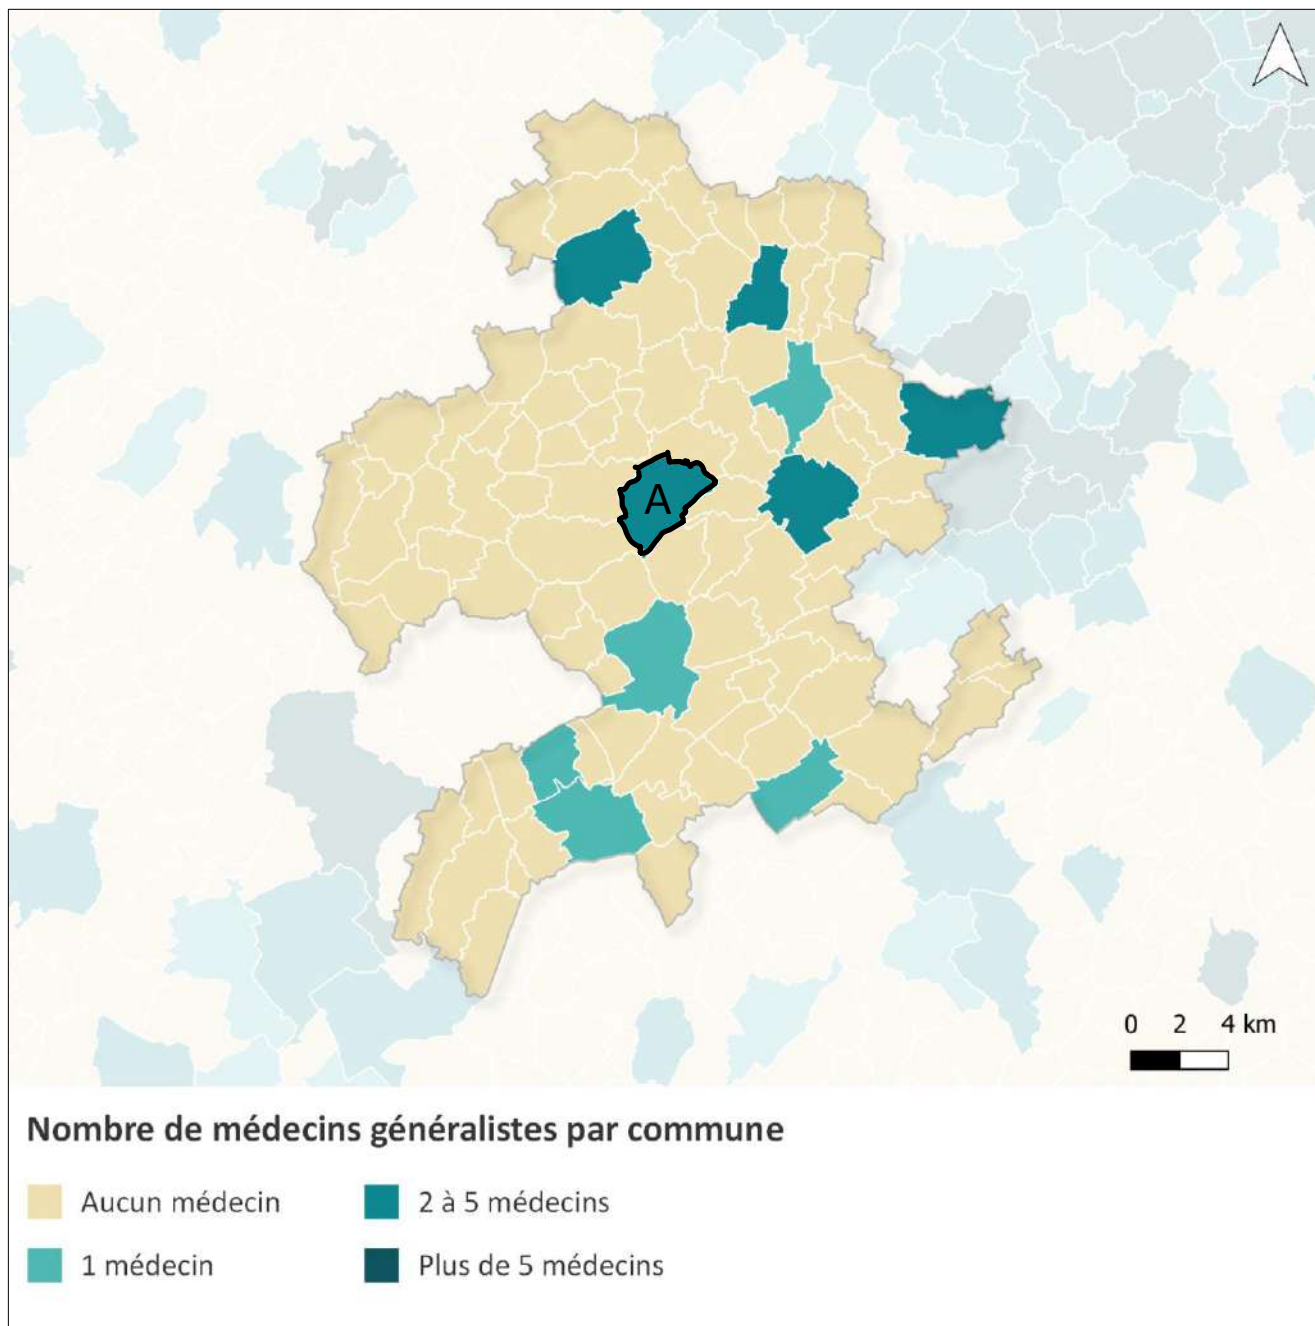 A
0 2 4 km
Nombre de médecins généralistes par commune
Aucun médecin
2 à 5 médecins
1 médecin
Plus de 5 médecins